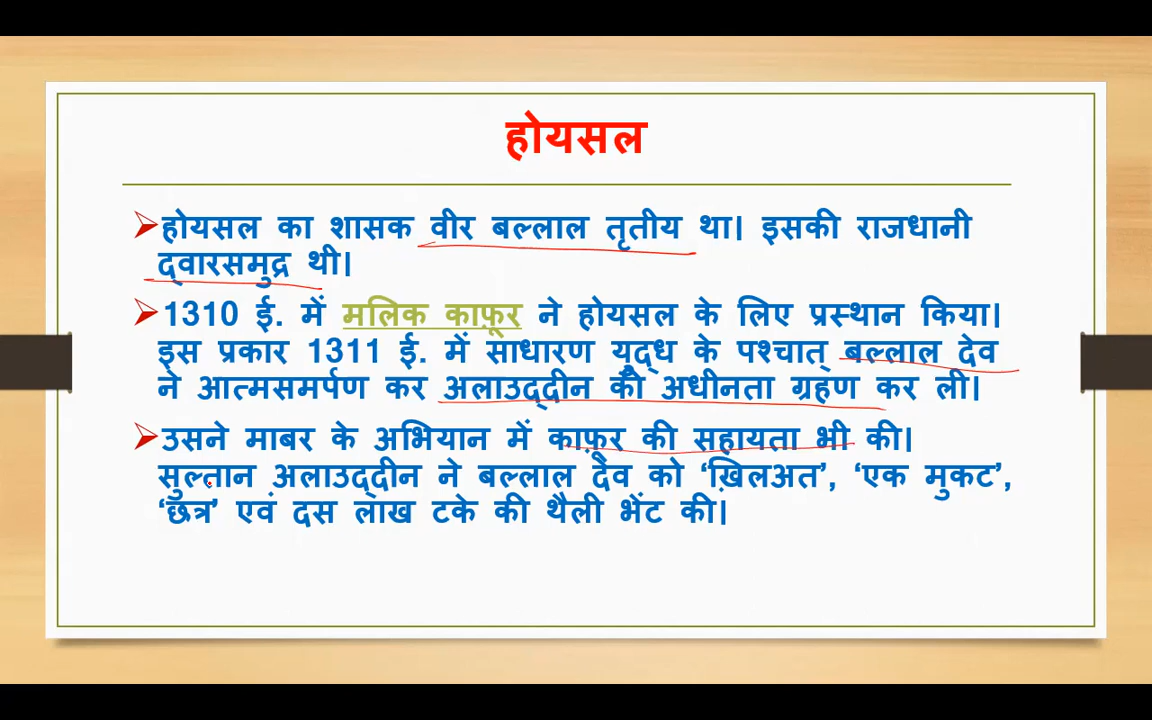 होयसल
होयसल का शासक वीर बल्लाल तृतीय था। इसकी राजधानी
द्वारसमुद्र थी।
1310 ई. में मलिक काफ़ूर ने होयसल के लिए प्रस्थान किया।
इस प्रकार 1311 ई. में साधारण युद्ध के पश्चात् बल्लाल देव
ने आत्मसमर्पण कर अलाउद्दीन की अधीनता ग्रहण कर ली।
उसने माबर के अभियान में काफ़ूर की सहायता भी की।
सुल्तान अलाउद्दीन ने बल्लाल देव को ‘ख़िलअत’, ‘एक मुकट’,
‘छत्र’ एवं दस लाख टके की थैली भेंट की।